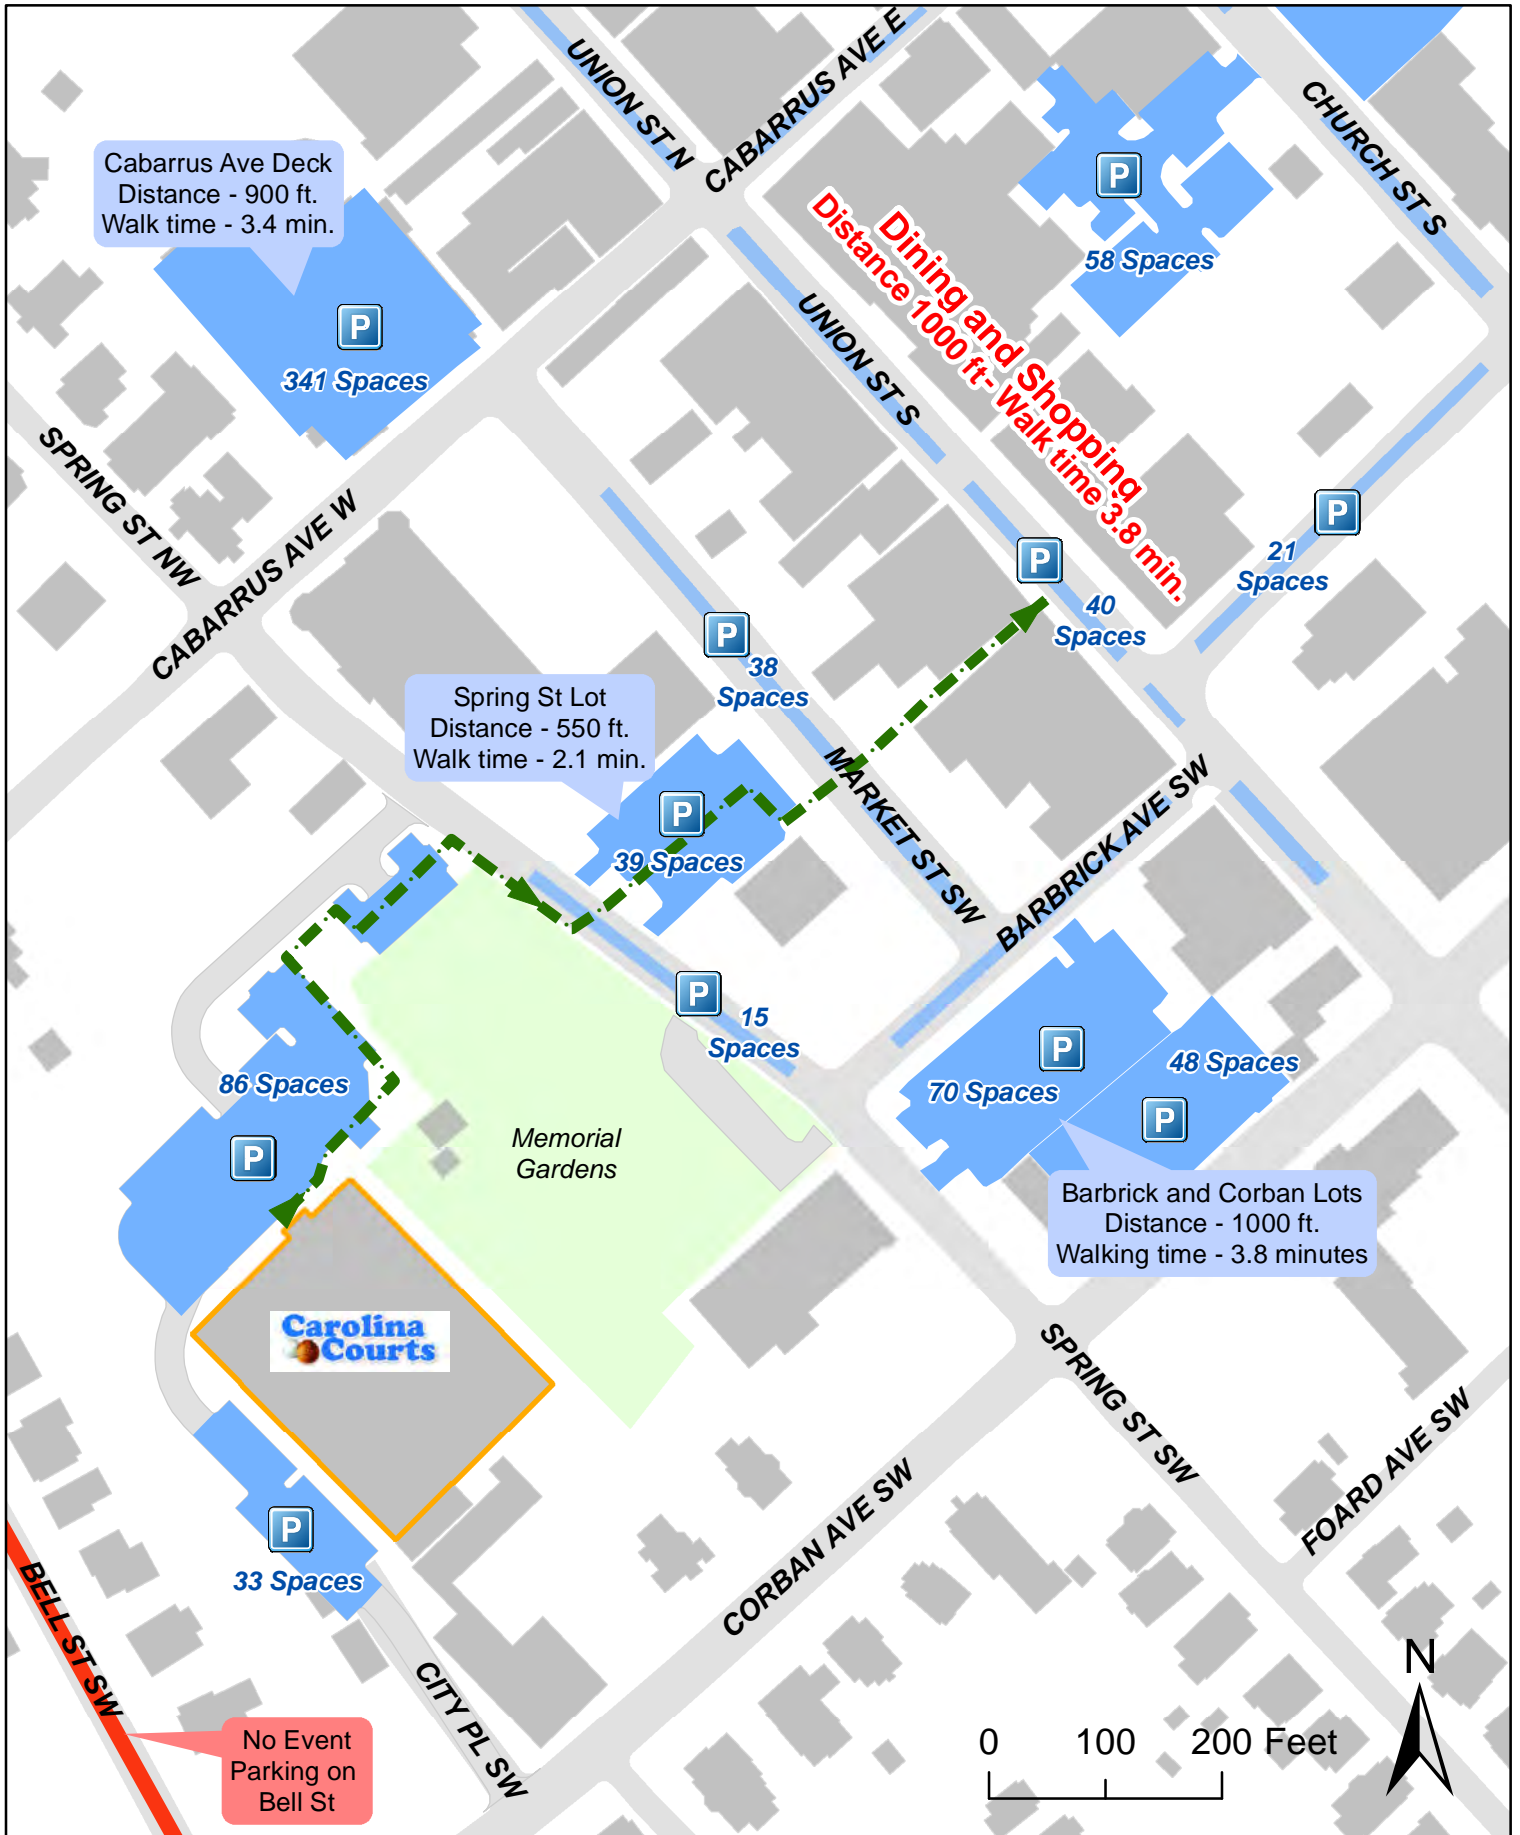 UNION ST N
CABARRUS AVE E
CHURCH ST S
Cabarrus Ave Deck
Distance - 900 ft.
Walk time - 3.4 min.
P
58 Spaces
Dining and Shopping
Distance 1000 ft- Walk time 3.8 min.
P
341 Spaces
UNION ST S
SPRING ST NW
CABARRUS AVE W
P
21
Spaces
P
40
Spaces
P
38
Spaces
Spring St Lot
Distance - 550 ft.
Walk time - 2.1 min.
P
39 Spaces
MARKET ST SW
BARBRICK AVE SW
P
15
Spaces
P
70 Spaces
48 Spaces
P
86 Spaces
P
Memorial
Gardens
Barbrick and Corban Lots
Distance - 1000 ft.
Walking time - 3.8 minutes
Carolina
Courts
SPRING ST SW
FOARD AVE SW
CORBAN AVE SW
P
33 Spaces
BELL ST SW
CITY PL SW
No Event
Parking on
Bell St
N
0 100 200 Feet